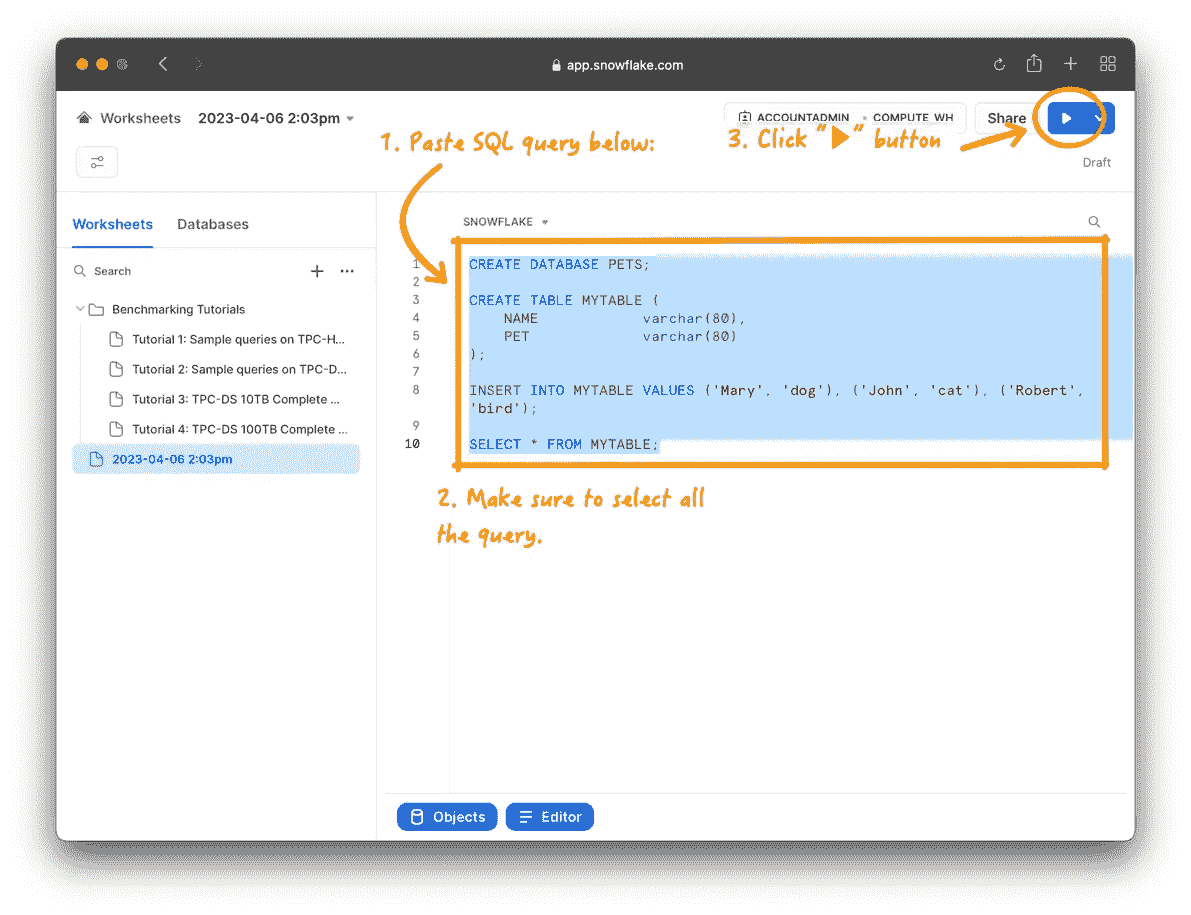 app.snowflake.com
Worksheets 2023-04-06 2:03pm
ACCOUNTADMIN · COMPUTE_WH Share
1. Paste SQL query below:
3. Click "▶" button
Draft
Worksheets Databases
SNOWFLAKE
Search
Benchmarking Tutorials
Tutorial 1: Sample queries on TPC-H...
Tutorial 2: Sample queries on TPC-D...
Tutorial 3: TPC-DS 10TB Complete ...
Tutorial 4: TPC-DS 100TB Complete ...
2023-04-06 2:03pm
1 CREATE DATABASE PETS;
2
3 CREATE TABLE MYTABLE (
4 NAME varchar(80),
5 PET varchar(80)
6 );
7
8 INSERT INTO MYTABLE VALUES ('Mary', 'dog'), ('John', 'cat'), ('Robert',
'bird');
9
10 SELECT * FROM MYTABLE;
2. Make sure to select all
the query.
Objects Editor